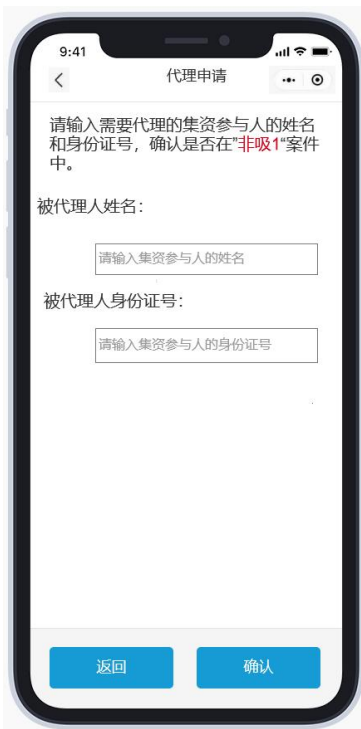 9:41
代理申请
请输入需要代理的集资参与人的姓名
和身份证号，确认是否在"非吸1"案件
中。
被代理人姓名：
请输入集资参与人的姓名
被代理人身份证号：
请输入集资参与人的身份证号
返回
确认